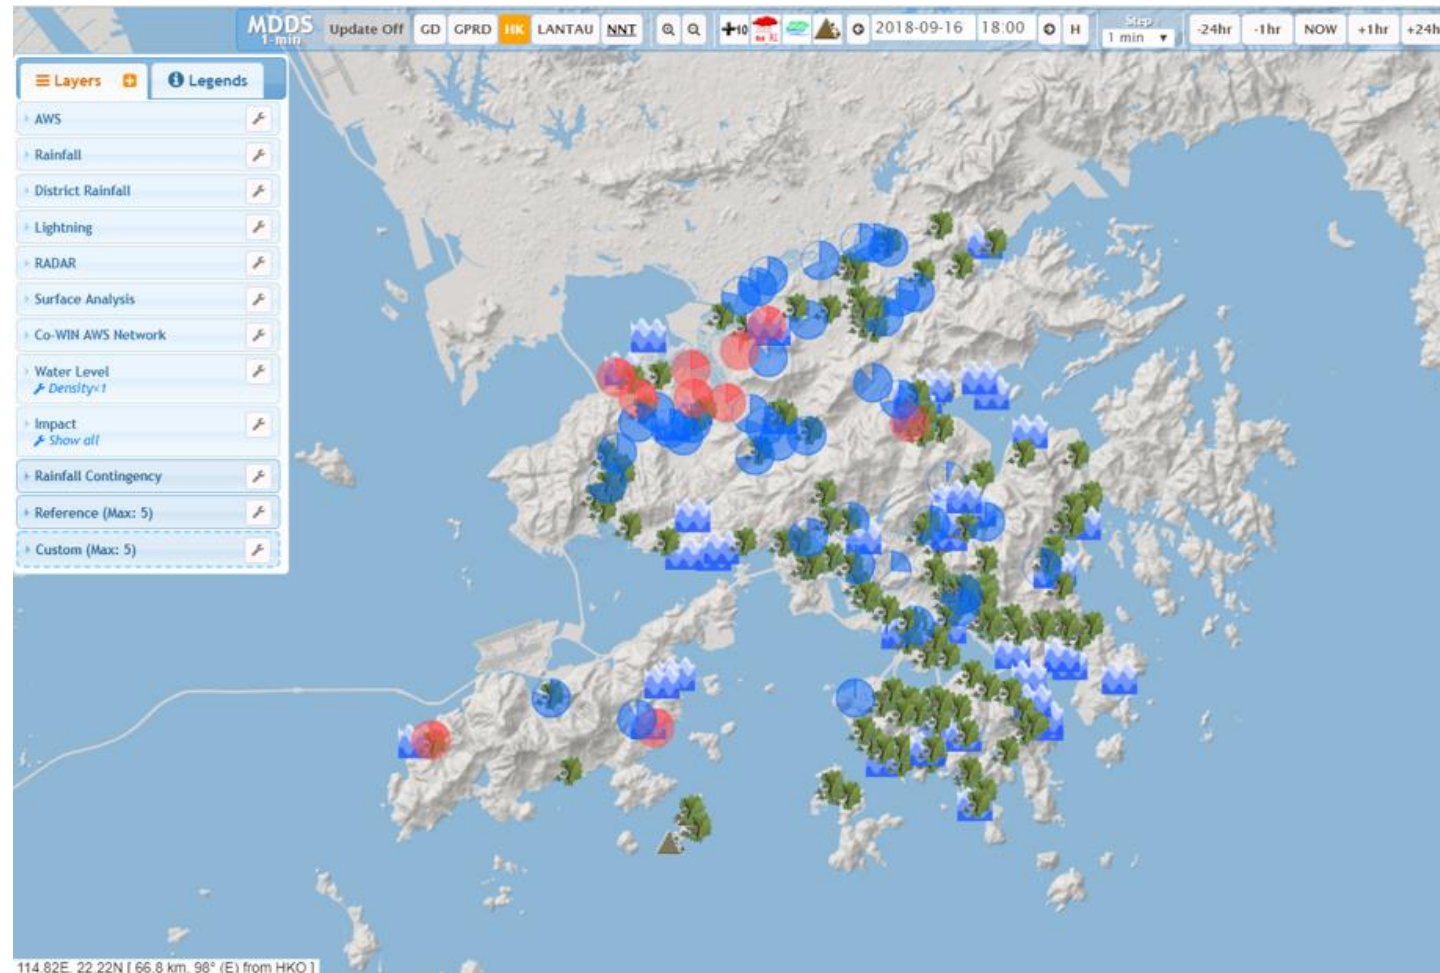 MDDS
1-min
Update Off
GD
GPRD
HK
LANTAU
NNT
+10
2018-09-16
18:00
H
Step
1 min
-24hr
-1hr
NOW
+1hr
+24h
Layers
Legends
AWS
Rainfall
District Rainfall
Lightning
RADAR
Surface Analysis
Co-WIN AWS Network
Water Level
Density×1
Impact
Show all
Rainfall Contingency
Reference (Max: 5)
Custom (Max: 5)
114.82E, 22.22N [ 66.8 km, 98° (E) from HKO ]